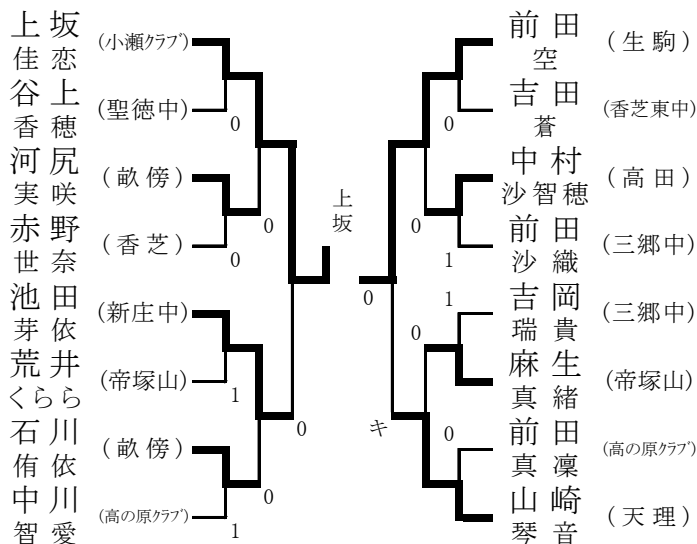 上坂
佳恋
(小瀬クラブ)
谷上
香穂
(聖徳中)
0
河尻
実咲
(畝傍)
0
赤野
世奈
(香芝)
0
池田
芽依
(新庄中)
荒井
くらら
(帝塚山)
1
0
石川
侑依
(畝傍)
0
中川
智愛
(高の原クラブ)
1
上坂
前田
空
(生駒)
吉田
蒼
(香芝東中)
0
中村
沙智穂
(高田)
0
前田
沙織
(三郷中)
1
0
吉岡
瑞貴
(三郷中)
1
0
麻生
真緒
(帝塚山)
キ
前田
真凜
(高の原クラブ)
0
山崎
琴音
(天理)